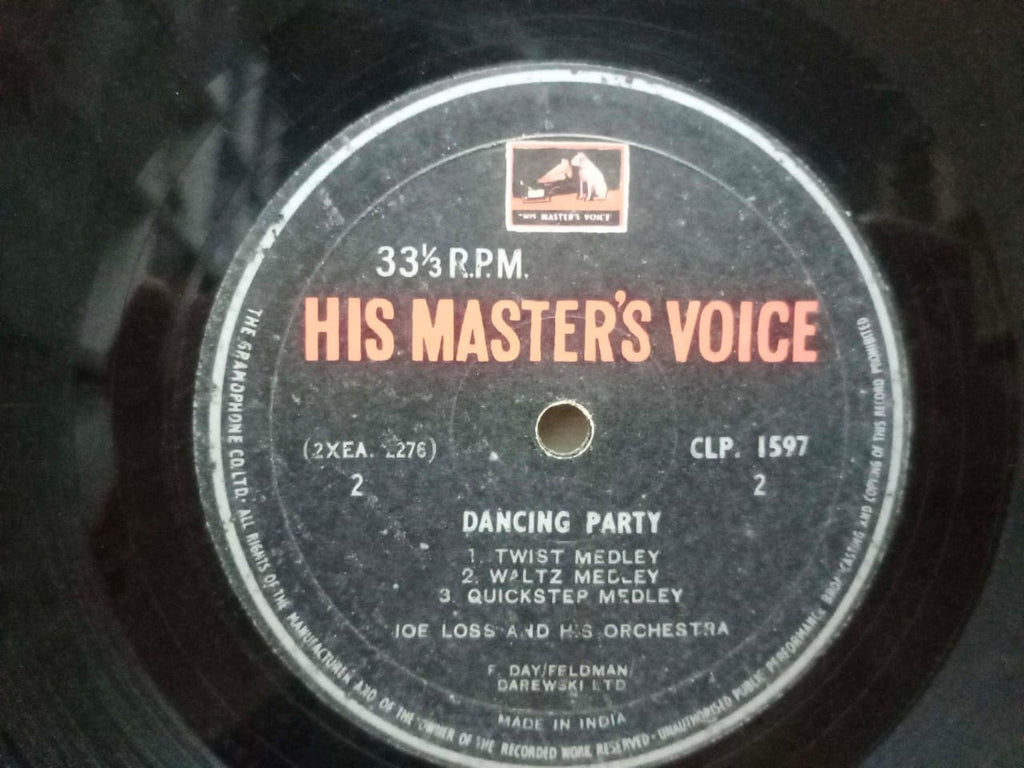 "HIS MASTER'S VOICE"
33⅓ R.P.M.
HIS MASTER'S VOICE
(2XEA. 2276)
2
CLP. 1597
2
DANCING PARTY
1. TWIST MEDLEY
2. WALTZ MEDLEY
3. QUICKSTEP MEDLEY
JOE LOSS AND HIS ORCHESTRA
F. DAY/FELDMAN/
DAREWSKI LTD
MADE IN INDIA
THE GRAMOPHONE CO. LTD. ALL RIGHTS OF THE MANUFACTURER AND OF THE OWNER OF THE RECORDED WORK RESERVED · UNAUTHORISED PUBLIC PERFORMANCE BROADCASTING AND COPYING OF THIS RECORD PROHIBITED